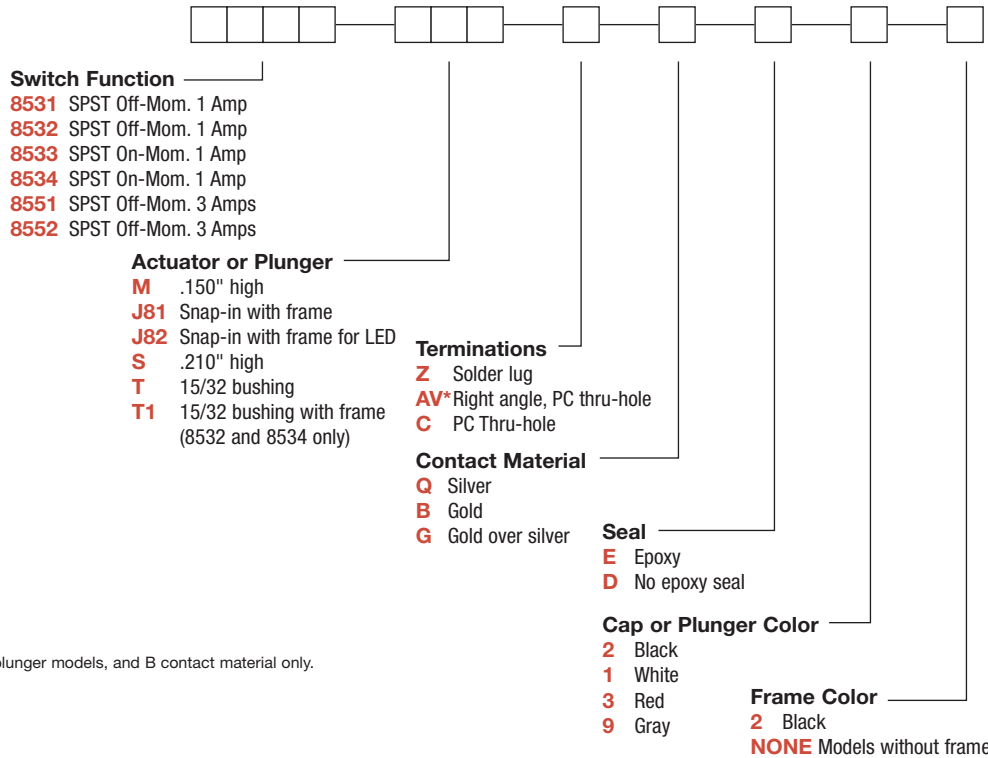 Switch Function
8531 SPST Off-Mom. 1 Amp
8532 SPST Off-Mom. 1 Amp
8533 SPST On-Mom. 1 Amp
8534 SPST On-Mom. 1 Amp
8551 SPST Off-Mom. 3 Amps
8552 SPST Off-Mom. 3 Amps
Actuator or Plunger
M .150" high
J81 Snap-in with frame
J82 Snap-in with frame for LED
S .210" high
T 15/32 bushing
T1 15/32 bushing with frame
(8532 and 8534 only)
Terminations
Z Solder lug
AV* Right angle, PC thru-hole
C PC Thru-hole
Contact Material
Q Silver
B Gold
G Gold over silver
Seal
E Epoxy
D No epoxy seal
Cap or Plunger Color
2 Black
1 White
3 Red
9 Gray
Frame Color
2 Black
NONE Models without frame
models, and B contact material only.